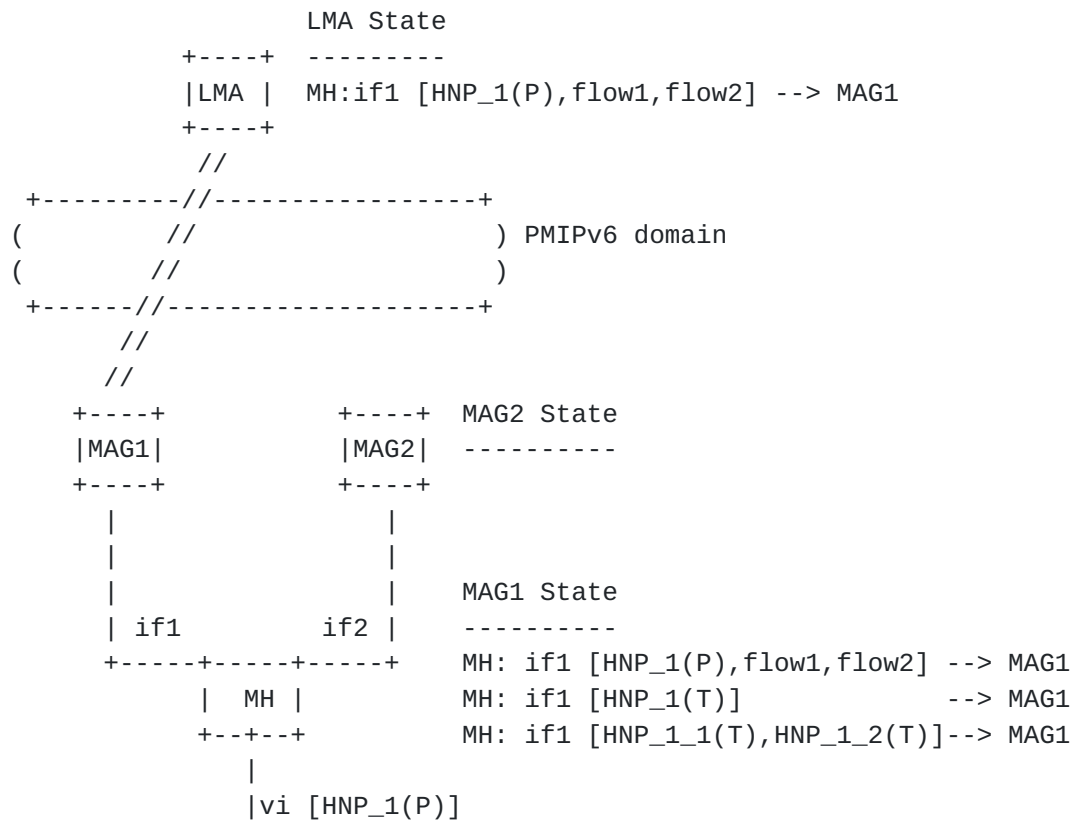 LMA State
+----+  ---------
|LMA |  MH:if1 [HNP_1(P),flow1,flow2] --> MAG1
+----+
//
+---------//-----------------+
(         //                   ) PMIPv6 domain
(        //                    )
+------//--------------------+
//
//
+----+           +----+  MAG2 State
|MAG1|           |MAG2|  ----------
+----+           +----+
|                  |
|                  |
|                  |    MAG1 State
| if1         if2 |    ----------
+-----+-----+-----+    MH: if1 [HNP_1(P),flow1,flow2] --> MAG1
|  MH |          MH: if1 [HNP_1(T)]             --> MAG1
+--+--+          MH: if1 [HNP_1_1(T),HNP_1_2(T)]--> MAG1
|
|vi [HNP_1(P)]